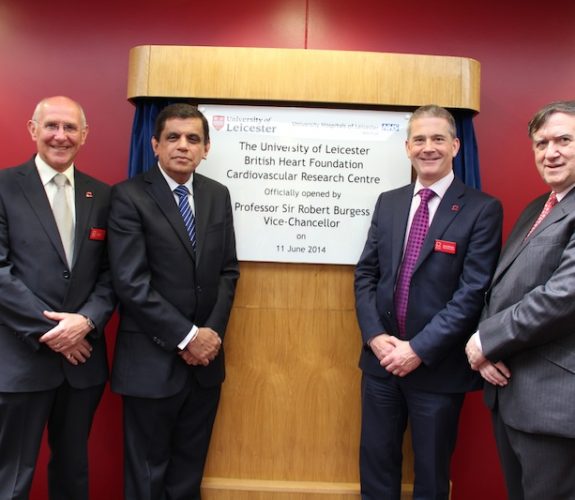 University of
Leicester
University Hospitals of Leicester NHS
The University of Leicester
British Heart Foundation
Cardiovascular Research Centre
Officially opened by
Professor Sir Robert Burgess
Vice-Chancellor
on
11 June 2014